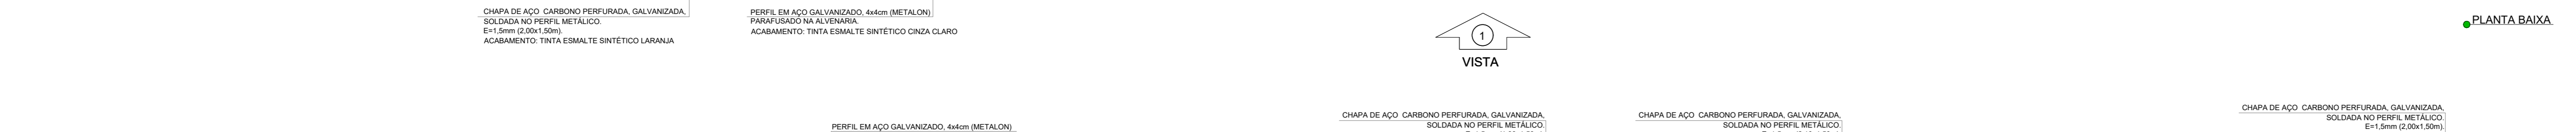 CHAPA DE AÇO  CARBONO PERFURADA, GALVANIZADA,
SOLDADA NO PERFIL METÁLICO.
E=1,5mm (2,00x1,50m).
ACABAMENTO: TINTA ESMALTE SINTÉTICO LARANJA
PERFIL EM AÇO GALVANIZADO, 4x4cm (METALON)
PARAFUSADO NA ALVENARIA.
ACABAMENTO: TINTA ESMALTE SINTÉTICO CINZA CLARO
1
VISTA
PLANTA BAIXA
PERFIL EM AÇO GALVANIZADO, 4x4cm (METALON)
CHAPA DE AÇO  CARBONO PERFURADA, GALVANIZADA,
SOLDADA NO PERFIL METÁLICO.
CHAPA DE AÇO  CARBONO PERFURADA, GALVANIZADA,
SOLDADA NO PERFIL METÁLICO.
CHAPA DE AÇO  CARBONO PERFURADA, GALVANIZADA,
SOLDADA NO PERFIL METÁLICO.
E=1,5mm (2,00x1,50m).